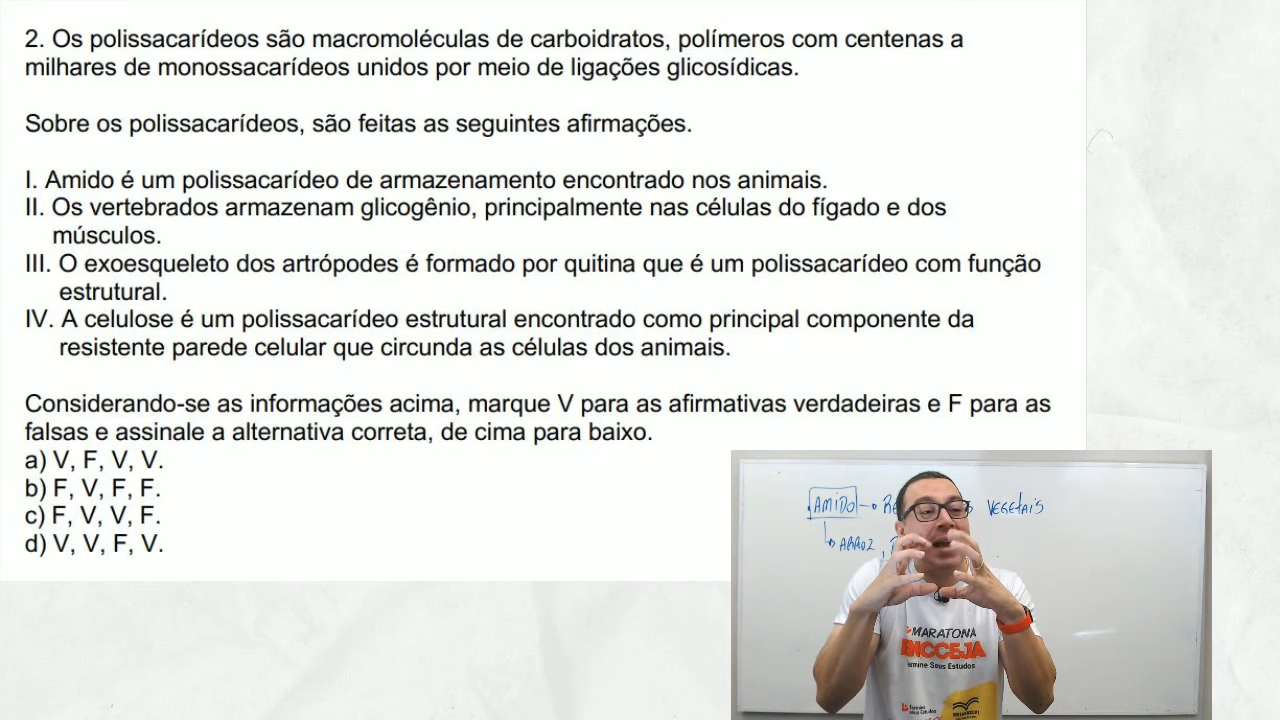 2. Os polissacarídeos são macromoléculas de carboidratos, polímeros com centenas a
milhares de monossacarídeos unidos por meio de ligações glicosídicas.
Sobre os polissacarídeos, são feitas as seguintes afirmações.
I. Amido é um polissacarídeo de armazenamento encontrado nos animais.
II. Os vertebrados armazenam glicogênio, principalmente nas células do fígado e dos
músculos.
III. O exoesqueleto dos artrópodes é formado por quitina que é um polissacarídeo com função
estrutural.
IV. A celulose é um polissacarídeo estrutural encontrado como principal componente da
resistente parede celular que circunda as células dos animais.
Considerando-se as informações acima, marque V para as afirmativas verdadeiras e F para as
falsas e assinale a alternativa correta, de cima para baixo.
a) V, F, V, V.
b) F, V, F, F.
c) F, V, V, F.
d) V, V, F, V.
AMIDO VEGETAIS
ARROZ
MARATONA
ENCCEJA
Termine Seus Estudos